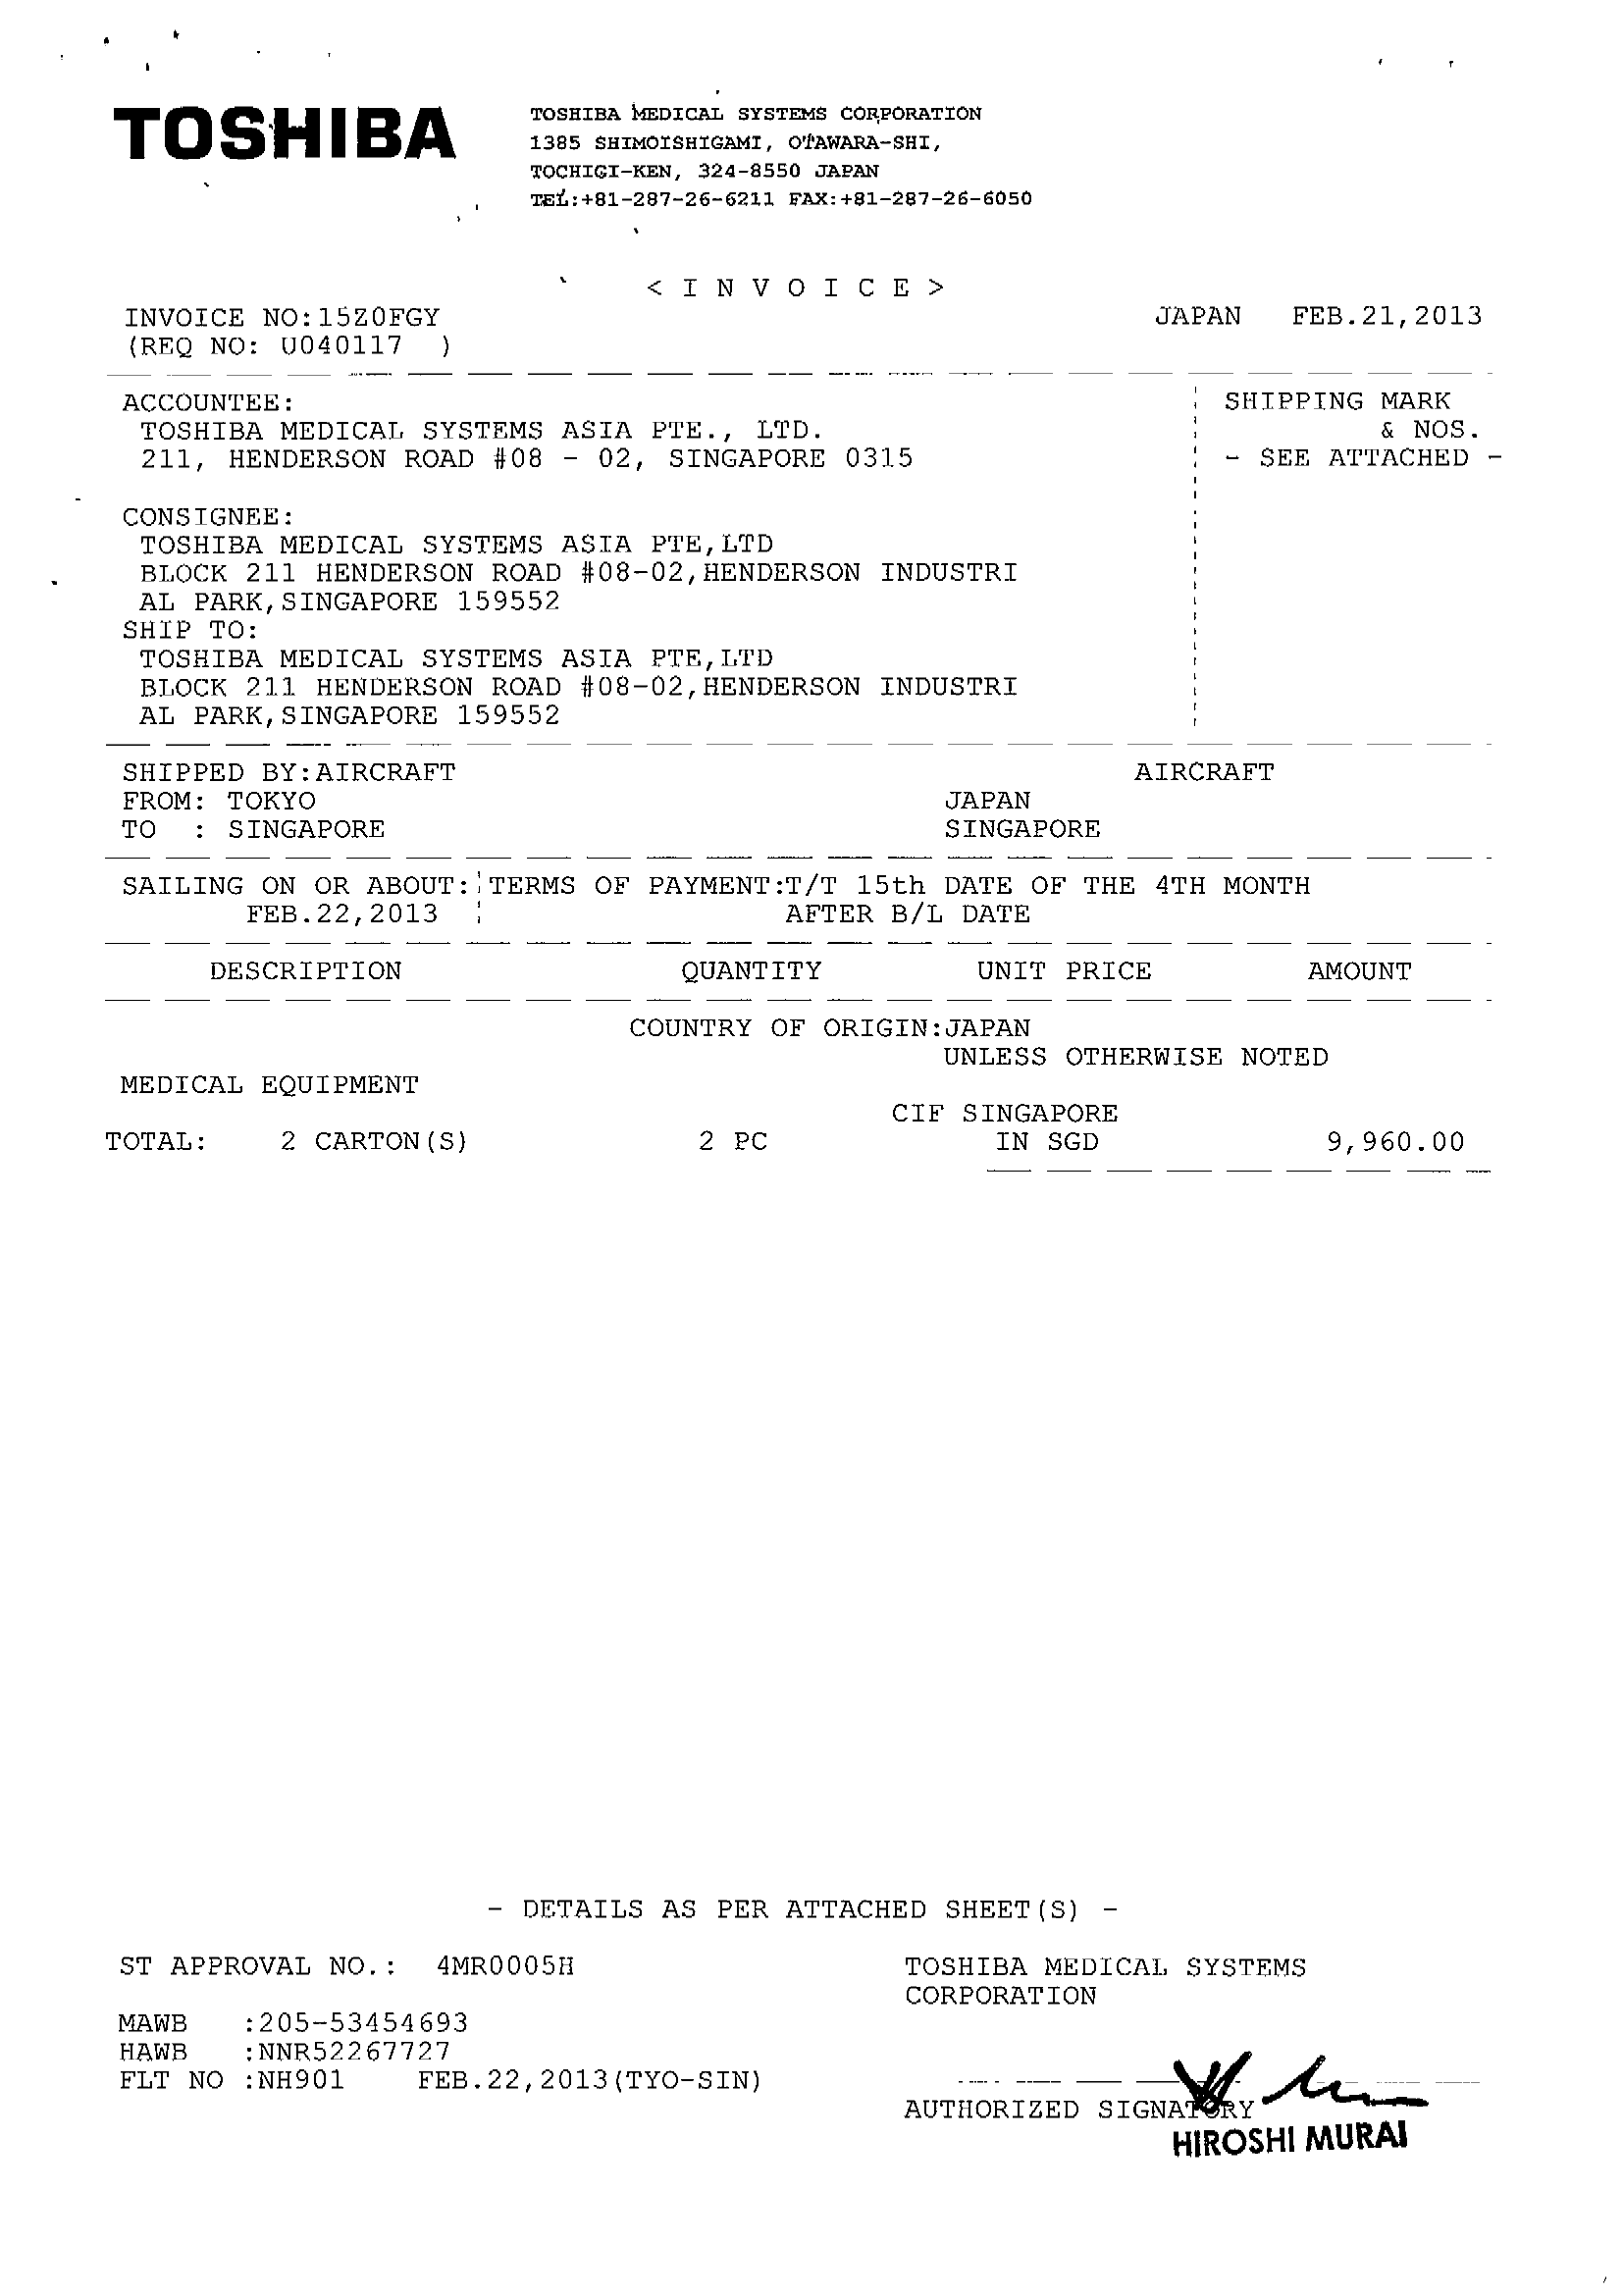 TOSHIBA
TOSHIBA MEDICAL SYSTEMS CORPORATION
1385 SHIMOISHIGAMI, OTAWARA-SHI,
TOCHIGI-KEN, 324-8550 JAPAN
TEL:+81-287-26-6211 FAX:+81-287-26-6050
< I N V O I C E >
INVOICE NO:15Z0FGY JAPAN FEB.21,2013
(REQ NO: U040117 )
ACCOUNTEE: SHIPPING MARK
TOSHIBA MEDICAL SYSTEMS ASIA PTE., LTD. & NOS.
211, HENDERSON ROAD #08 - 02, SINGAPORE 0315 - SEE ATTACHED -
CONSIGNEE:
TOSHIBA MEDICAL SYSTEMS ASIA PTE,LTD
BLOCK 211 HENDERSON ROAD #08-02,HENDERSON INDUSTRI
AL PARK,SINGAPORE 159552
SHIP TO:
TOSHIBA MEDICAL SYSTEMS ASIA PTE,LTD
BLOCK 211 HENDERSON ROAD #08-02,HENDERSON INDUSTRI
AL PARK,SINGAPORE 159552
SHIPPED BY:AIRCRAFT AIRCRAFT
FROM: TOKYO JAPAN
TO : SINGAPORE SINGAPORE
SAILING ON OR ABOUT: TERMS OF PAYMENT:T/T 15th DATE OF THE 4TH MONTH
FEB.22,2013 AFTER B/L DATE
DESCRIPTION QUANTITY UNIT PRICE AMOUNT
COUNTRY OF ORIGIN:JAPAN
UNLESS OTHERWISE NOTED
MEDICAL EQUIPMENT
CIF SINGAPORE
TOTAL: 2 CARTON(S) 2 PC IN SGD 9,960.00
- DETAILS AS PER ATTACHED SHEET(S) -
ST APPROVAL NO.: 4MR0005H TOSHIBA MEDICAL SYSTEMS
CORPORATION
MAWB :205-53454693
HAWB :NNR52267727
FLT NO :NH901 FEB.22,2013(TYO-SIN)
AUTHORIZED SIGNATORY
HIROSHI MURAI